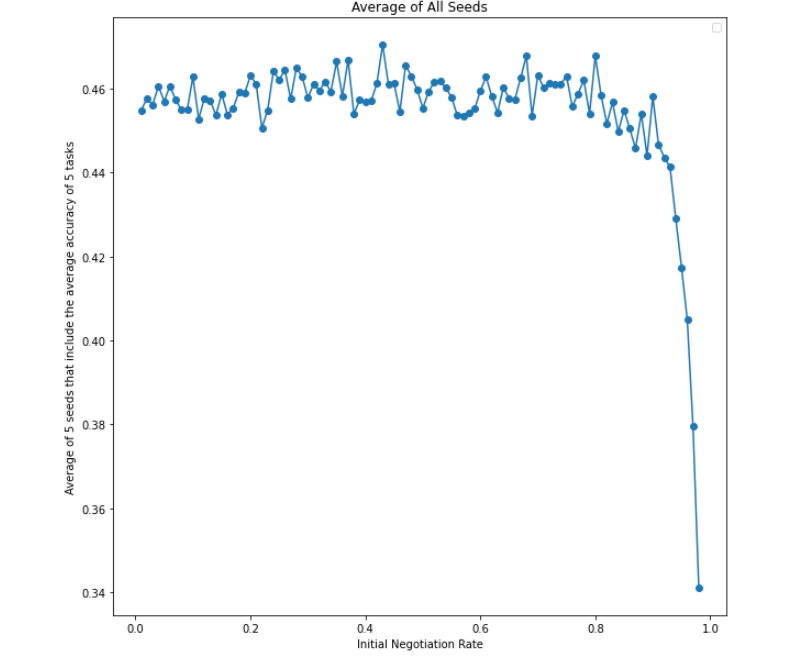 Average of All Seeds
Average of 5 seeds that include the average accuracy of 5 tasks
0.46
0.44
0.42
0.40
0.38
0.36
0.34
0.0 0.2 0.4 0.6 0.8 1.0
Initial Negotiation Rate